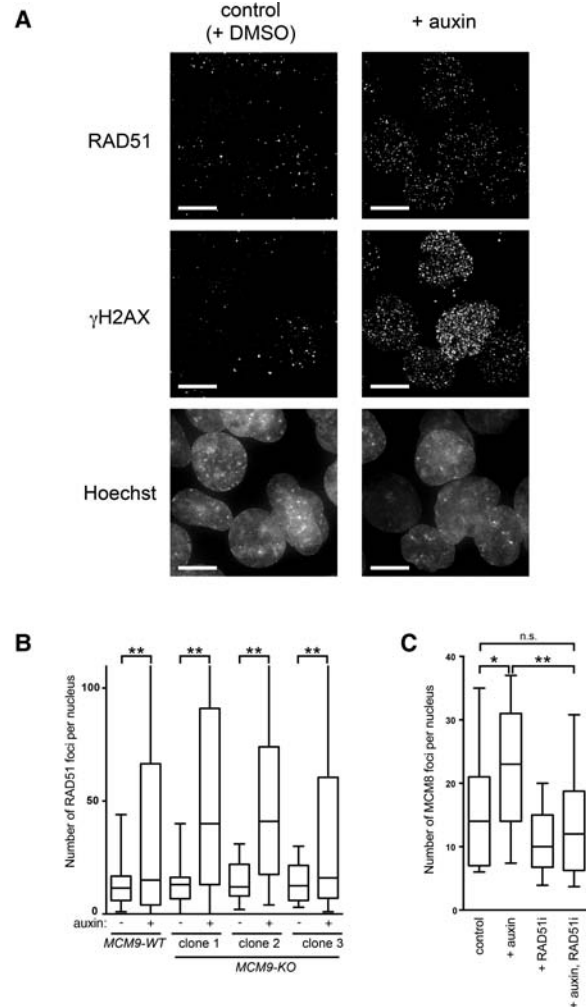 A
control
(+ DMSO)
+ auxin
RAD51
γH2AX
Hoechst
B
Number of RAD51 foci per nucleus
100
50
0
**
**
**
**
auxin:
-
+
-
+
-
+
-
+
MCM9-WT
clone 1
clone 2
clone 3
MCM9-KO
C
Number of MCM8 foci per nucleus
40
30
20
10
0
n.s.
*
**
control
+ auxin
+ RAD51i
+ auxin, RAD51i